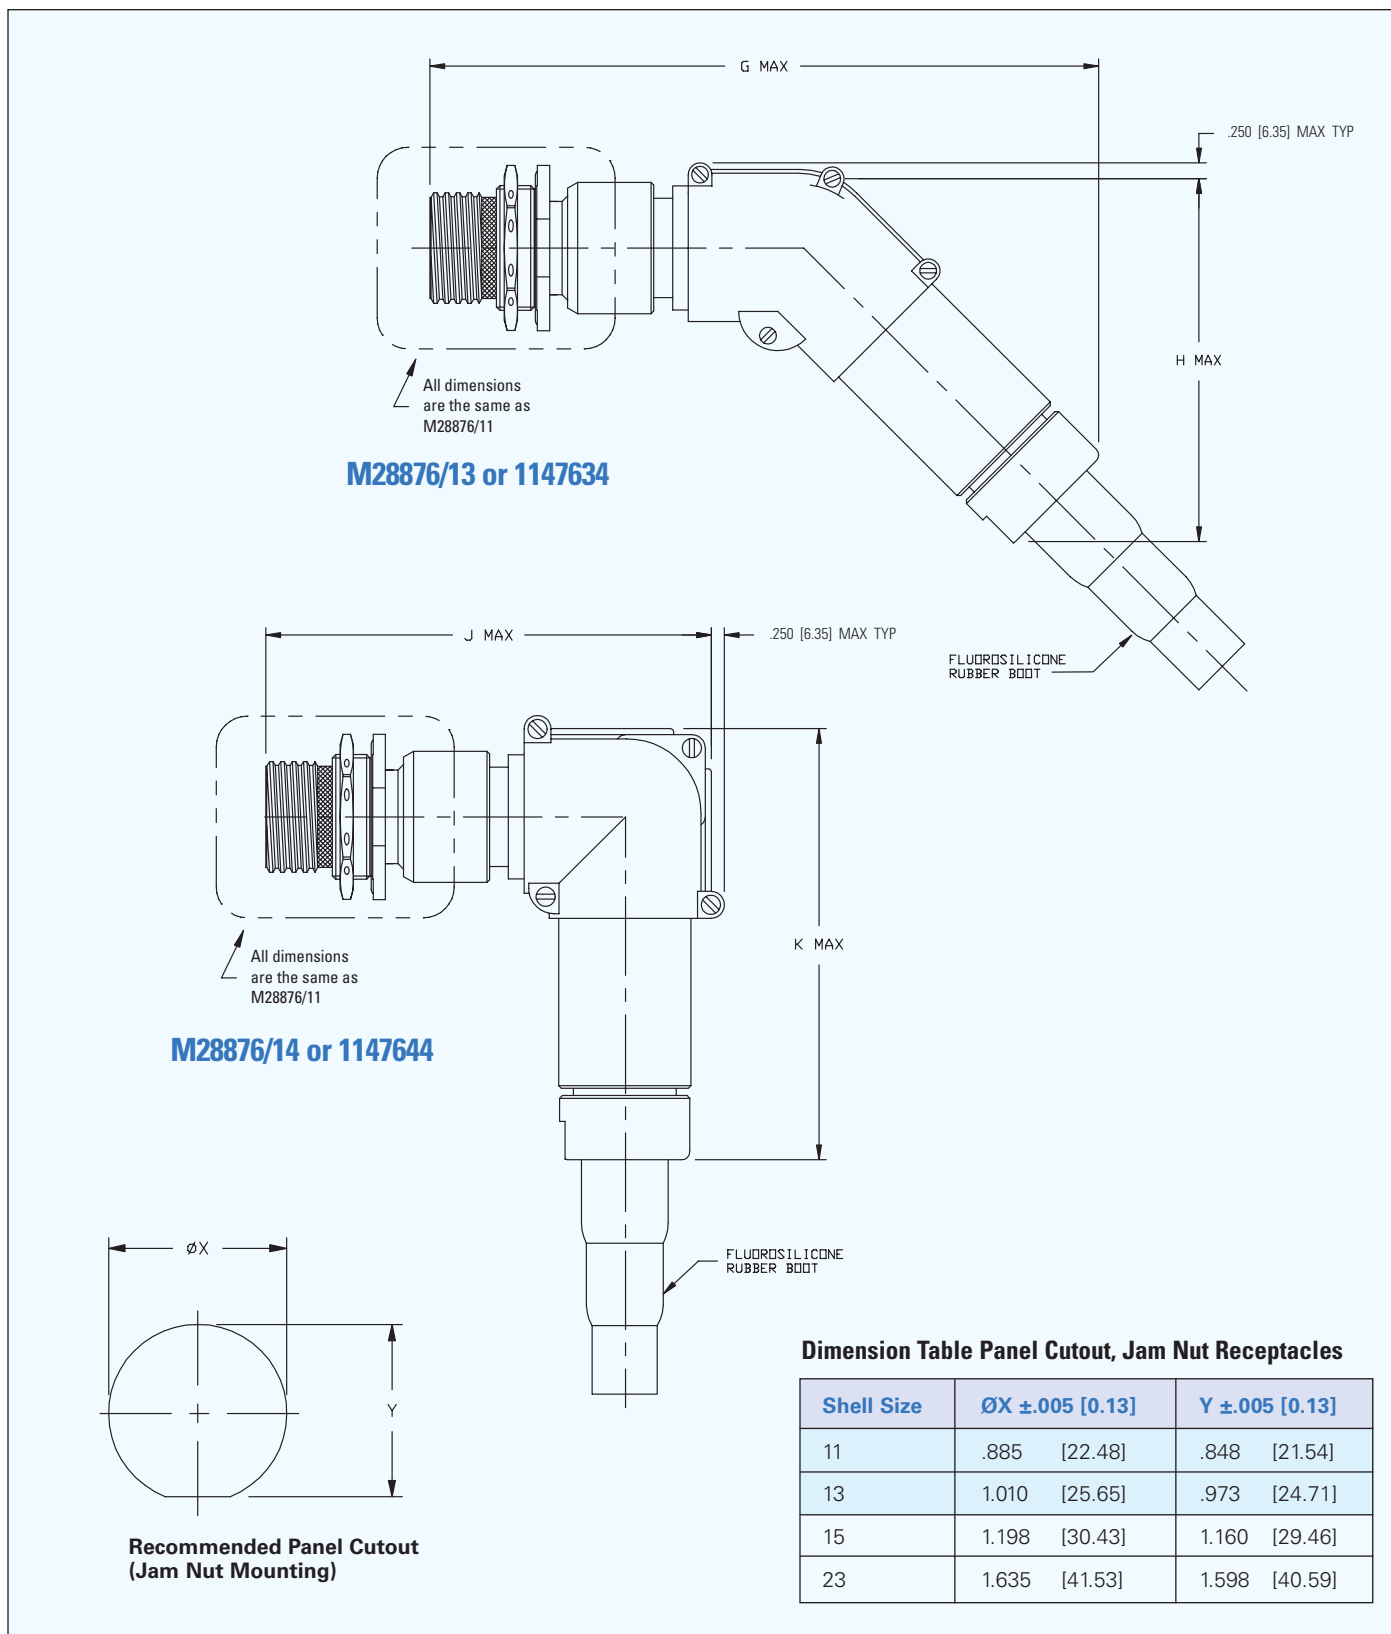 G MAX
.250 [6.35] MAX TYP
H MAX
All dimensions
are the same as
M28876/11
M28876/13 or 1147634
FLUOROSILICONE
RUBBER BOOT
J MAX
.250 [6.35] MAX TYP
K MAX
All dimensions
are the same as
M28876/11
M28876/14 or 1147644
FLUOROSILICONE
RUBBER BOOT
ØX
Y
Recommended Panel Cutout
(Jam Nut Mounting)
Dimension Table Panel Cutout, Jam Nut Receptacles
Shell Size ØX ±.005 [0.13] Y ±.005 [0.13]
11 .885 [22.48] .848 [21.54]
13 1.010 [25.65] .973 [24.71]
15 1.198 [30.43] 1.160 [29.46]
23 1.635 [41.53] 1.598 [40.59]